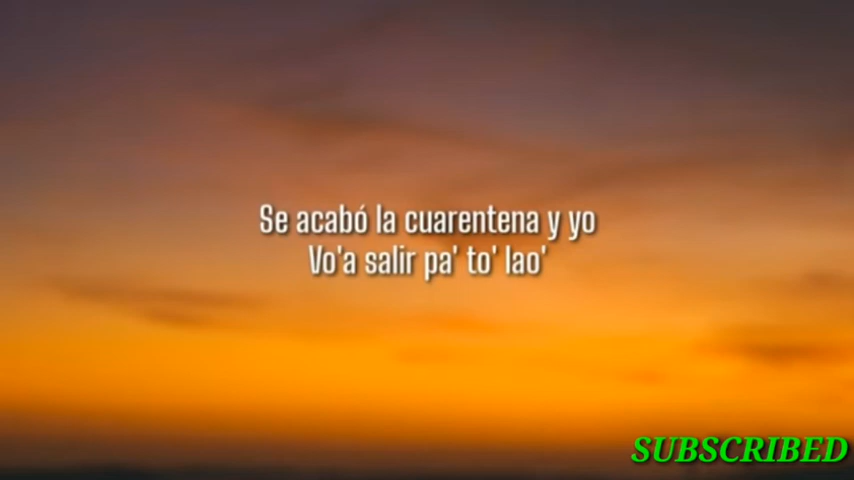 Se acabó la cuarentena y yo
Vo'a salir pa' to' lao'
SUBSCRIBED